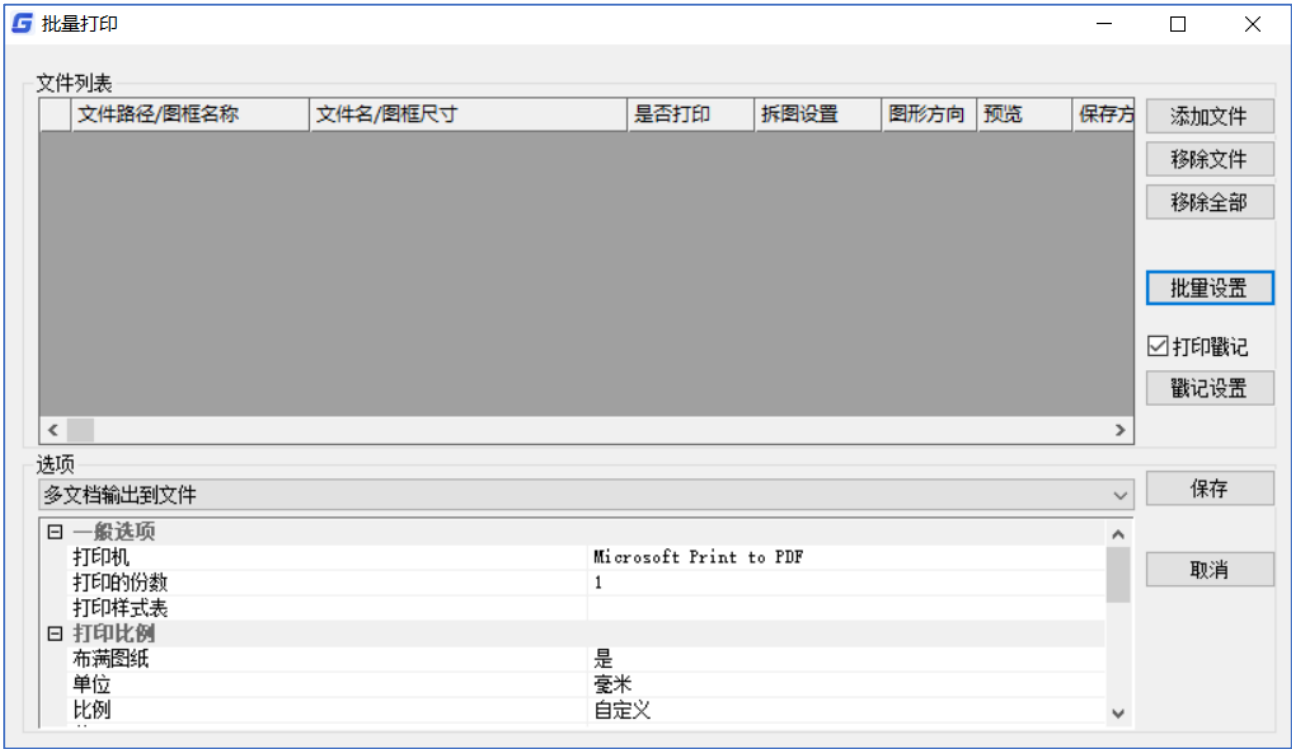 批量打印
文件列表
文件路径/图框名称 文件名/图框尺寸 是否打印 拆图设置 图形方向 预览 保存方
添加文件
移除文件
移除全部
批里设置
打印戳记
戳记设置
选项
多文档输出到文件
保存
一般选项
打印机 Microsoft Print to PDF
取消
打印的份数 1
打印样式表
打印比例
布满图纸 是
单位 毫米
比例 自定义